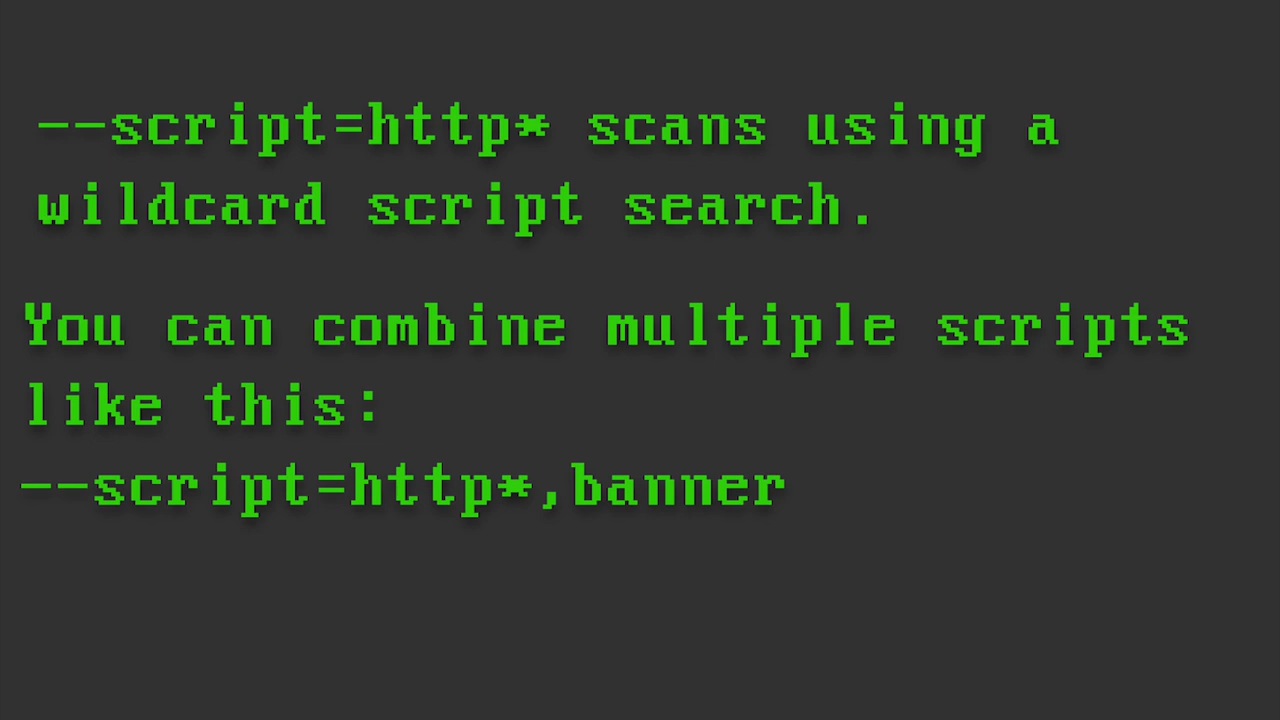 --script=http* scans using a
wildcard script search.
You can combine multiple scripts
like this:
--script=http*,banner